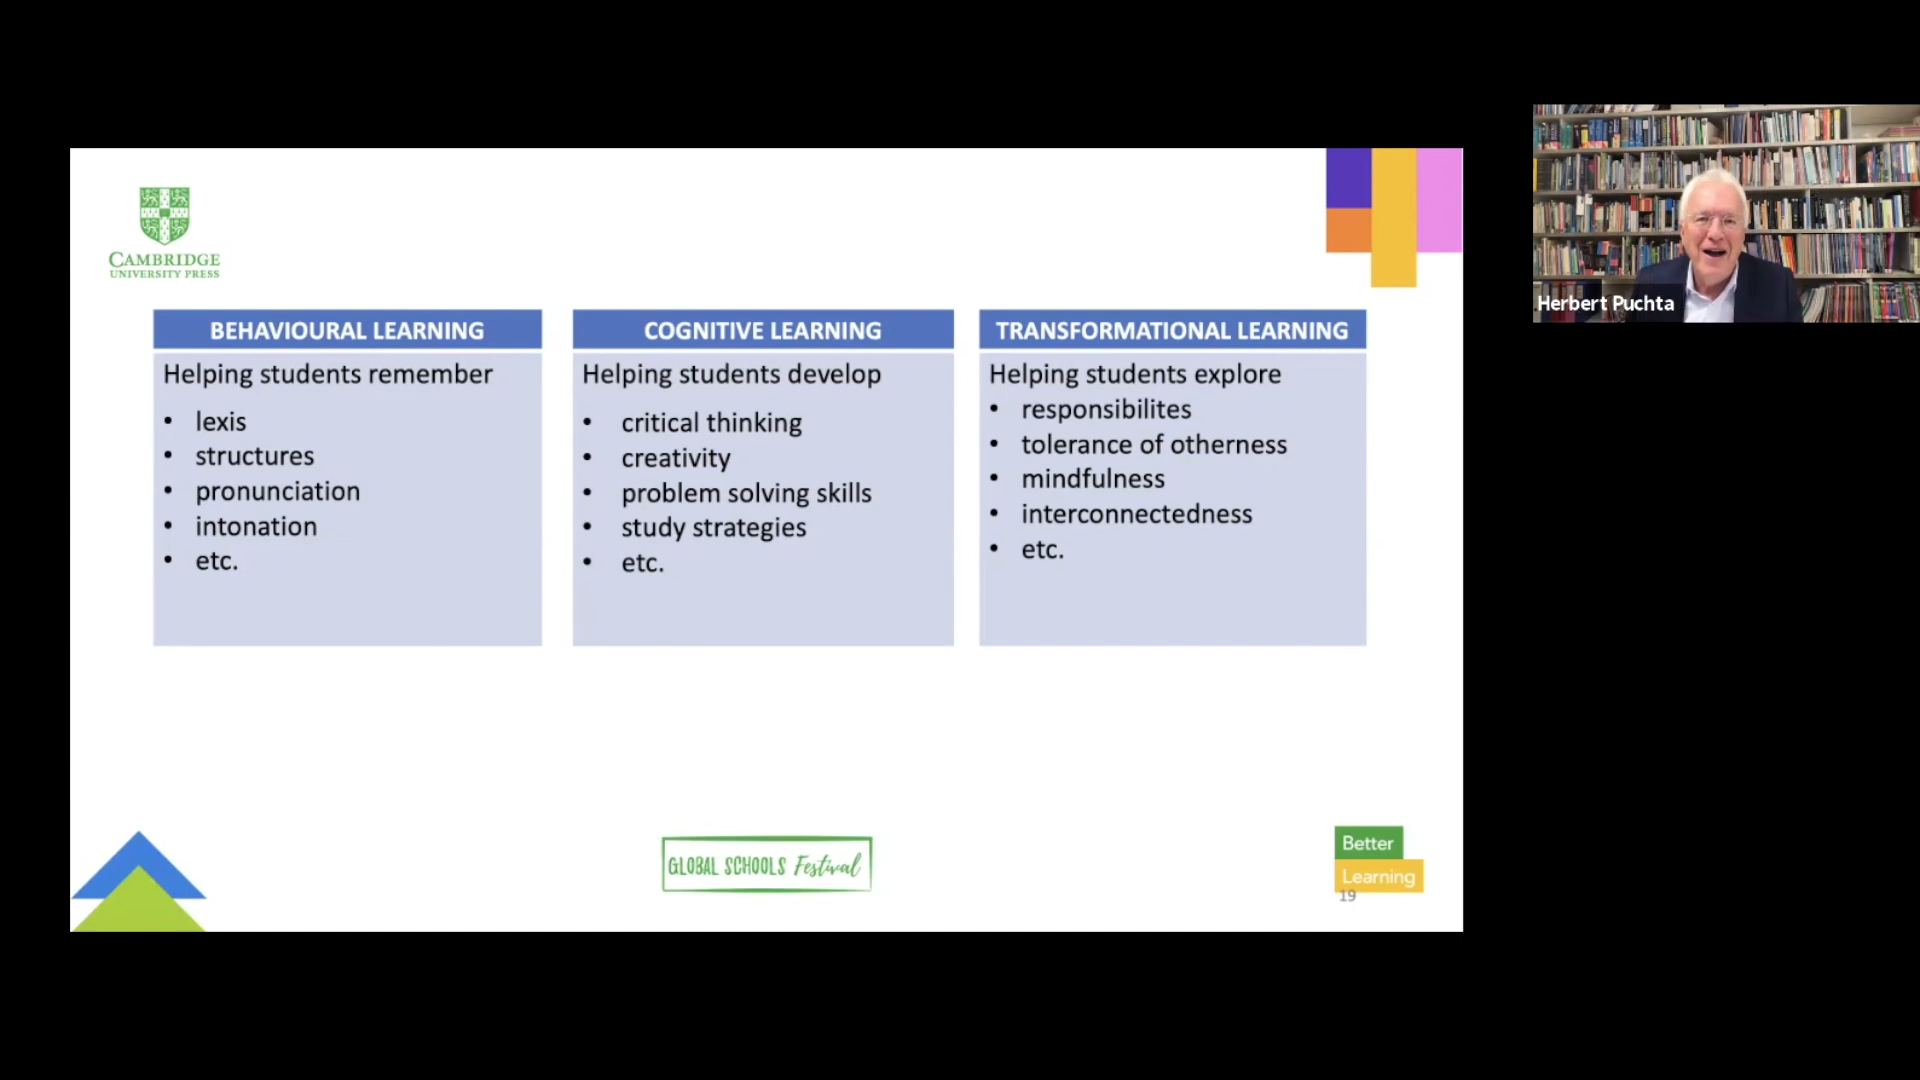 CAMBRIDGE
UNIVERSITY PRESS
BEHAVIOURAL LEARNING
Helping students remember
• lexis
• structures
• pronunciation
• intonation
• etc.
COGNITIVE LEARNING
Helping students develop
• critical thinking
• creativity
• problem solving skills
• study strategies
• etc.
TRANSFORMATIONAL LEARNING
Helping students explore
• responsibilites
• tolerance of otherness
• mindfulness
• interconnectedness
• etc.
GLOBAL SCHOOLS Festival
Better
Learning
19
Herbert Puchta